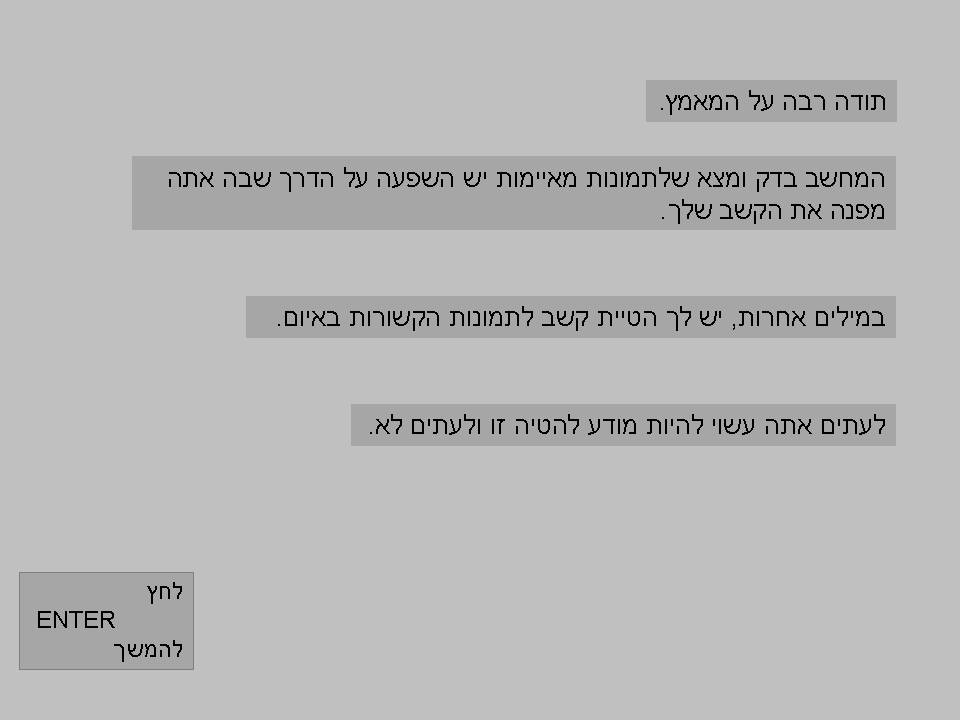 תודה רבה על המאמץ.
המחשב בדק ומצא שלתמונות מאיימות יש השפעה על הדרך שבה אתה
מפנה את הקשב שלך.
במילים אחרות, יש לך הטיית קשב לתמונות הקשורות באיום.
לעתים אתה עשוי להיות מודע להטיה זו ולעתים לא.
לחץ
ENTER
להמשך